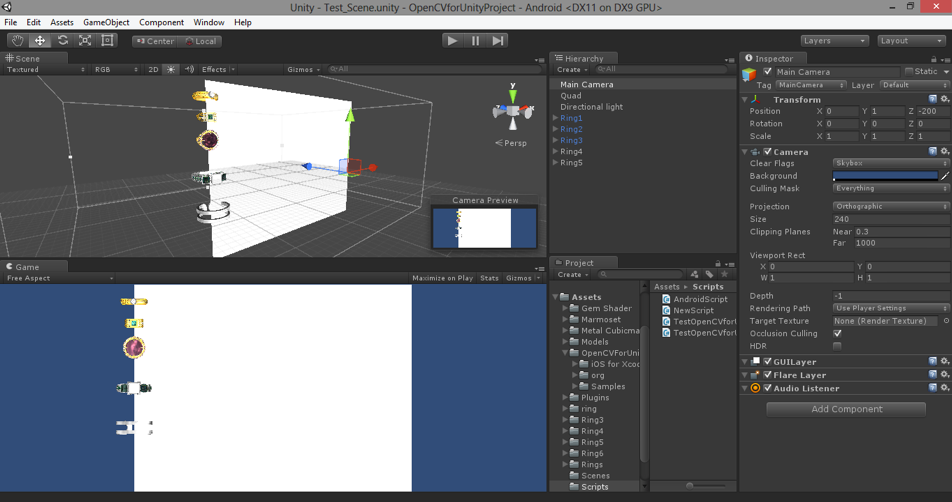 Unity - Test_Scene.unity - OpenCVforUnityProject - Android <DX11 on DX9 GPU>
File Edit Assets GameObject Component Window Help
Center Local Layers Layout
Scene
Textured RGB 2D Effects Gizmos All
y
x z
Persp
Camera Preview
Game
Free Aspect Maximize on Play Stats Gizmos
Hierarchy
Create All
Main Camera
Quad
Directional light
Ring1
Ring2
Ring3
Ring4
Ring5
Project
Create
Assets
Gem Shader
Marmoset
Metal Cubicma
Models
OpenCVForUni
iOS for Xcoc
org
Samples
Plugins
ring
Ring3
Ring4
Ring5
Ring6
Rings
Scenes
Scripts
Assets Scripts
AndroidScript
NewScript
TestOpenCVforU
TestOpenCVforU
Inspector
Main Camera Static
Tag MainCamera Layer Default
Transform
Position X 0 Y 1 Z -200
Rotation X 0 Y 0 Z 0
Scale X 1 Y 1 Z 1
Camera
Clear Flags Skybox
Background
Culling Mask Everything
Projection Orthographic
Size 240
Clipping Planes Near 0.3
Far 1000
Viewport Rect
X 0 Y 0
W 1 H 1
Depth -1
Rendering Path Use Player Settings
Target Texture None (Render Texture)
Occlusion Culling
HDR
GUILayer
Flare Layer
Audio Listener
Add Component